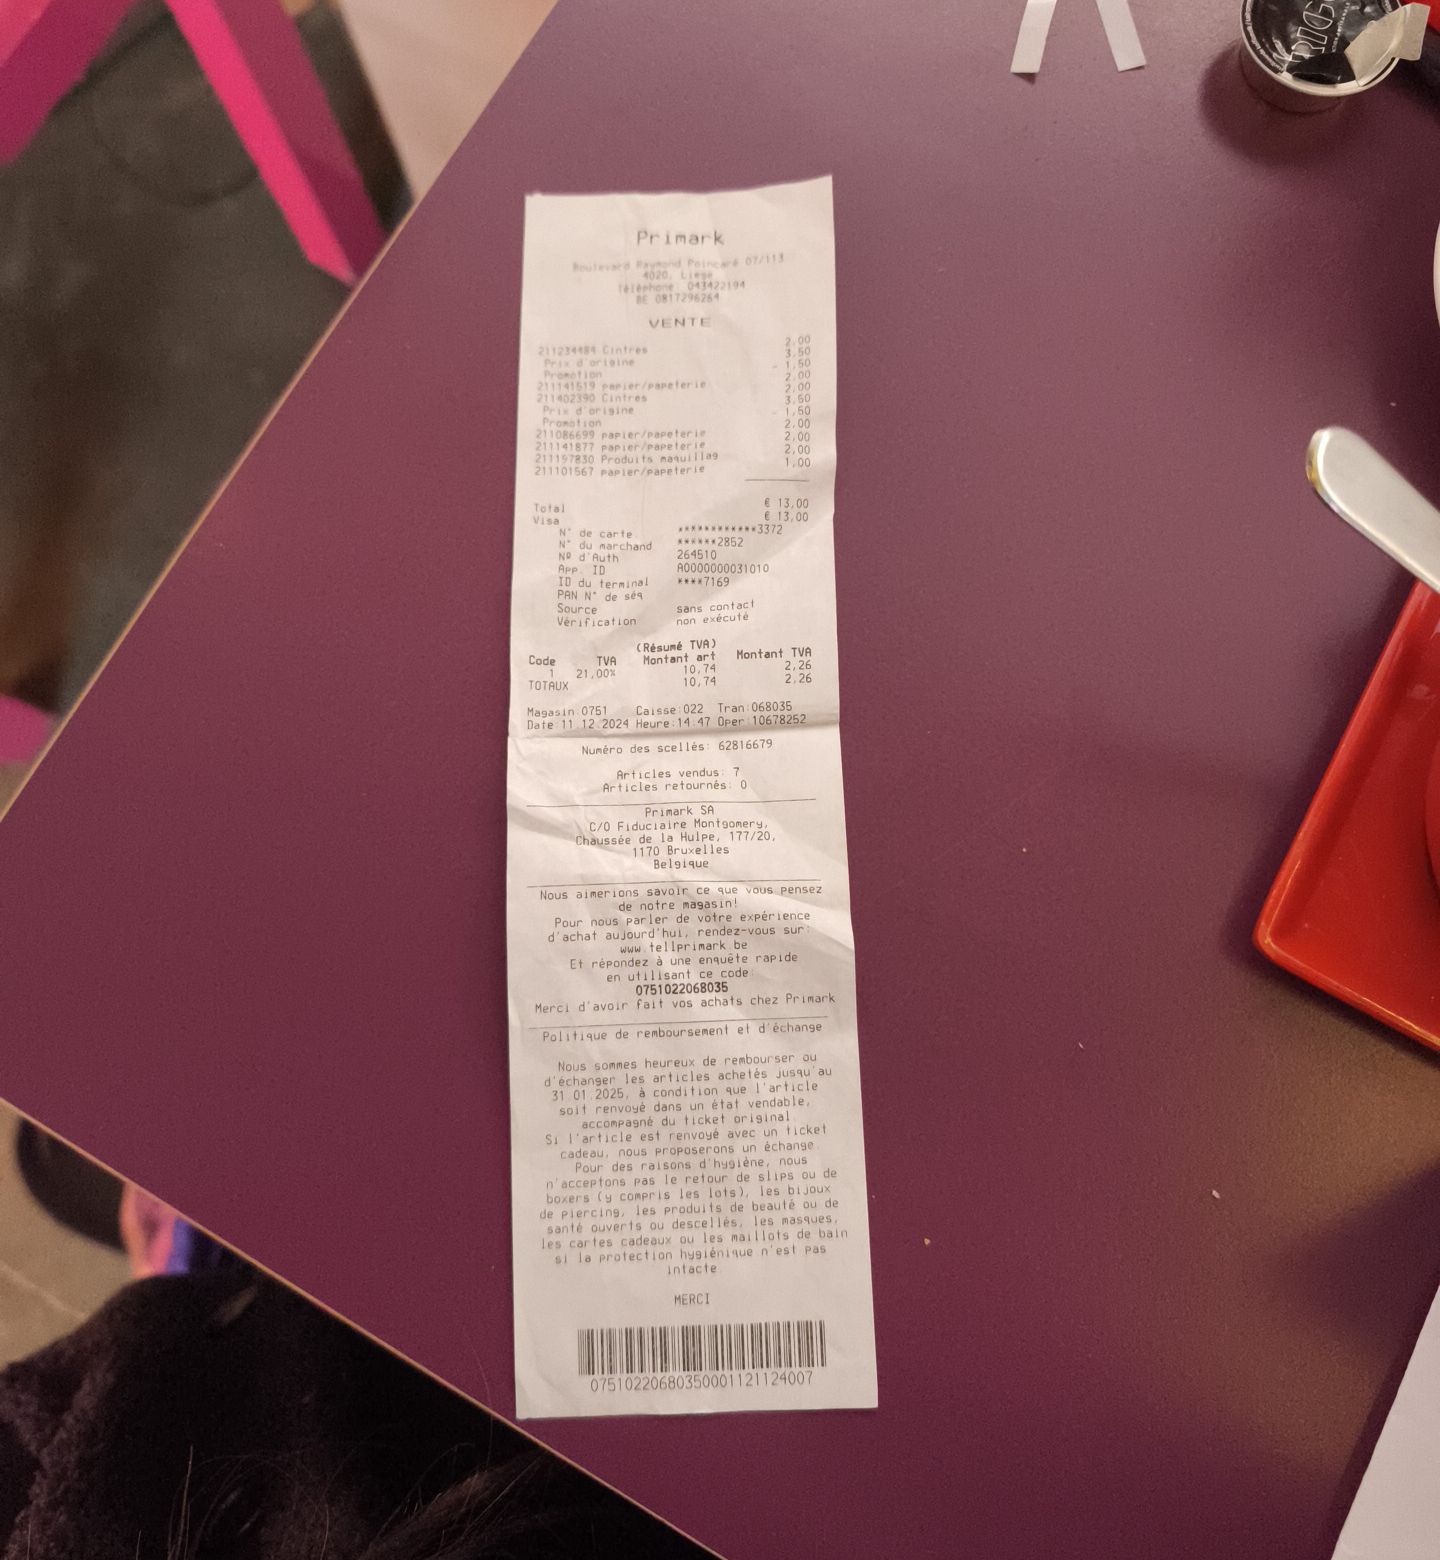 Primark
Boulevard Raymond Poincaré 07/113
4020, Liege
Téléphone: 043422194
BE 0817296264
VENTE
211234484 Cintres 2,00
Prix d'origine 3,50
Promotion - 1,50
211141519 papier/papeterie 2,00
211402390 Cintres 2,00
Prix d'origine 3,50
Promotion - 1,50
211086699 papier/papeterie 2,00
211141877 papier/papeterie 2,00
211157830 Produits maquillag 2,00
211101567 papier/papeterie 1,00
Total € 13,00
Visa € 13,00
N° de carte ************3372
N° du marchand ******2852
Nº d'Auth 264510
App. ID A0000000031010
ID du terminal ****7169
PAN N° de séq
Source sans contact
Vérification non exécuté
(Résumé TVA)
Code TVA Montant art Montant TVA
1 21,00% 10,74 2,26
TOTAUX 10,74 2,26
Magasin:0751 Caisse:022 Tran:068035
Date:11.12.2024 Heure:14:47 Oper:10678252
Numéro des scellés: 62816679
Articles vendus: 7
Articles retournés: 0
Primark SA
C/O Fiduciaire Montgomery,
Chaussée de la Hulpe, 177/20,
1170 Bruxelles
Belgique
Nous aimerions savoir ce que vous pensez
de notre magasin!
Pour nous parler de votre expérience
d'achat aujourd'hui, rendez-vous sur:
www.tellprimark.be
Et répondez à une enquête rapide
en utilisant ce code:
0751022068035
Merci d'avoir fait vos achats chez Primark
Politique de remboursement et d'échange
Nous sommes heureux de rembourser ou
d'échanger les articles achetés jusqu'au
31.01.2025, à condition que l'article
soit renvoyé dans un état vendable,
accompagné du ticket original.
Si l'article est renvoyé avec un ticket
cadeau, nous proposerons un échange.
Pour des raisons d'hygiène, nous
n'acceptons pas le retour de slips ou de
boxers (y compris les lots), les bijoux
de piercing, les produits de beauté ou de
santé ouverts ou descellés, les masques,
les cartes cadeaux ou les maillots de bain
si la protection hygiénique n'est pas
intacte.
MERCI
07510220680350001121124007